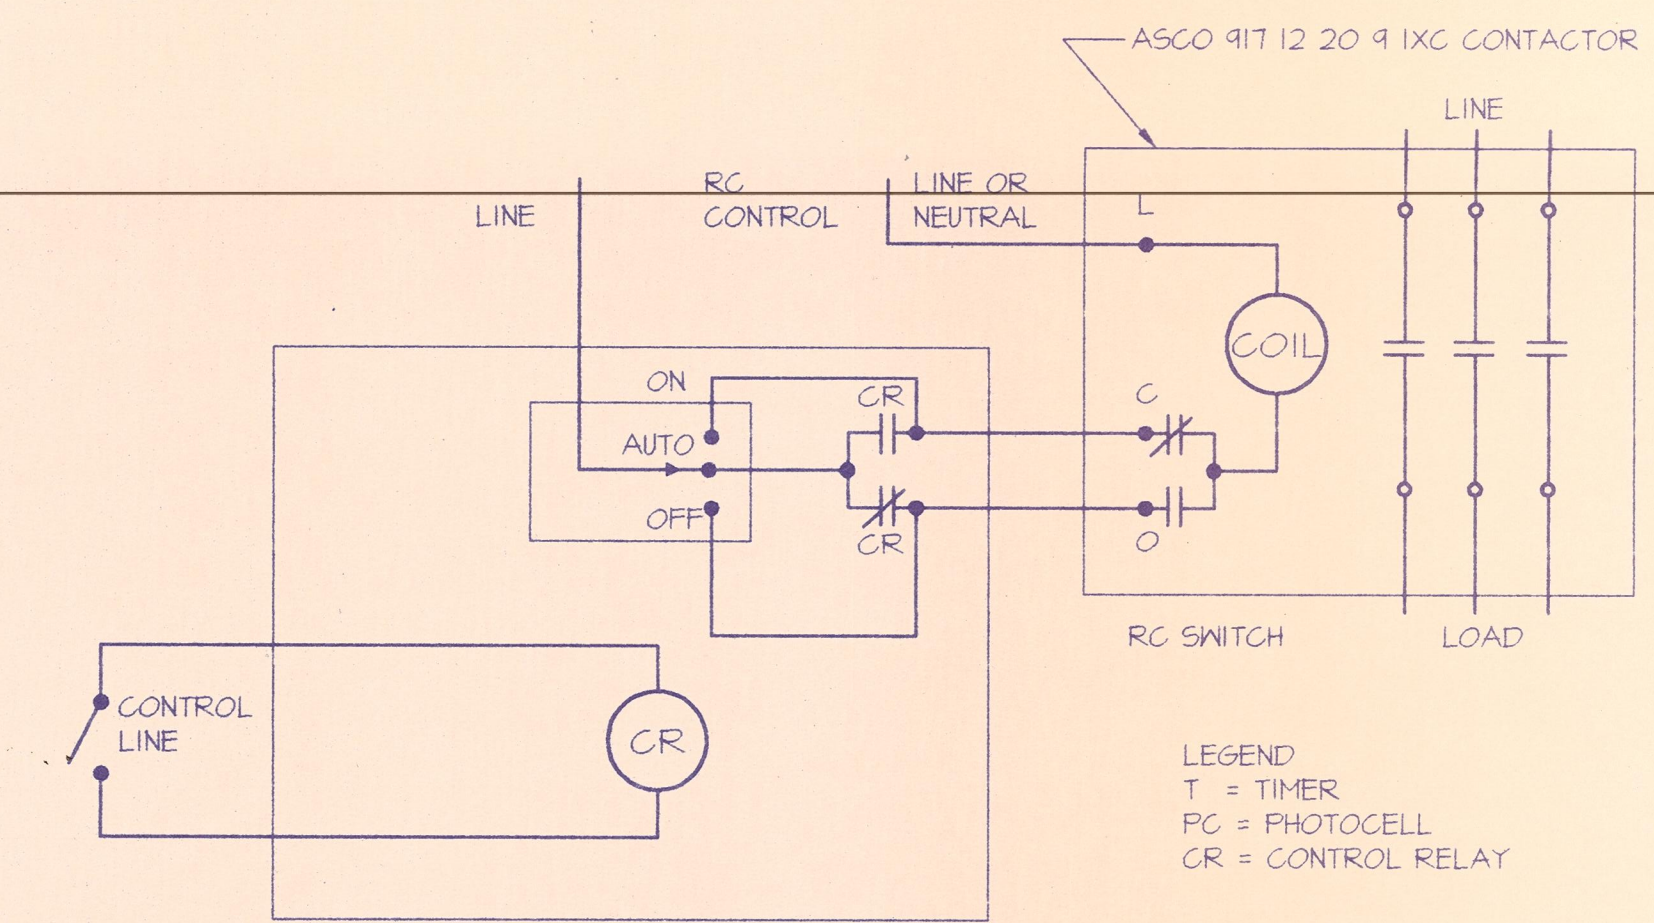 ASCO 917 12 20 9 1XC CONTACTOR
LINE
RC
CONTROL
LINE OR
NEUTRAL
LINE
L
COIL
ON
AUTO
OFF
CR
CR
C
O
RC SWITCH
LOAD
CONTROL
LINE
CR
LEGEND
T = TIMER
PC = PHOTOCELL
CR = CONTROL RELAY